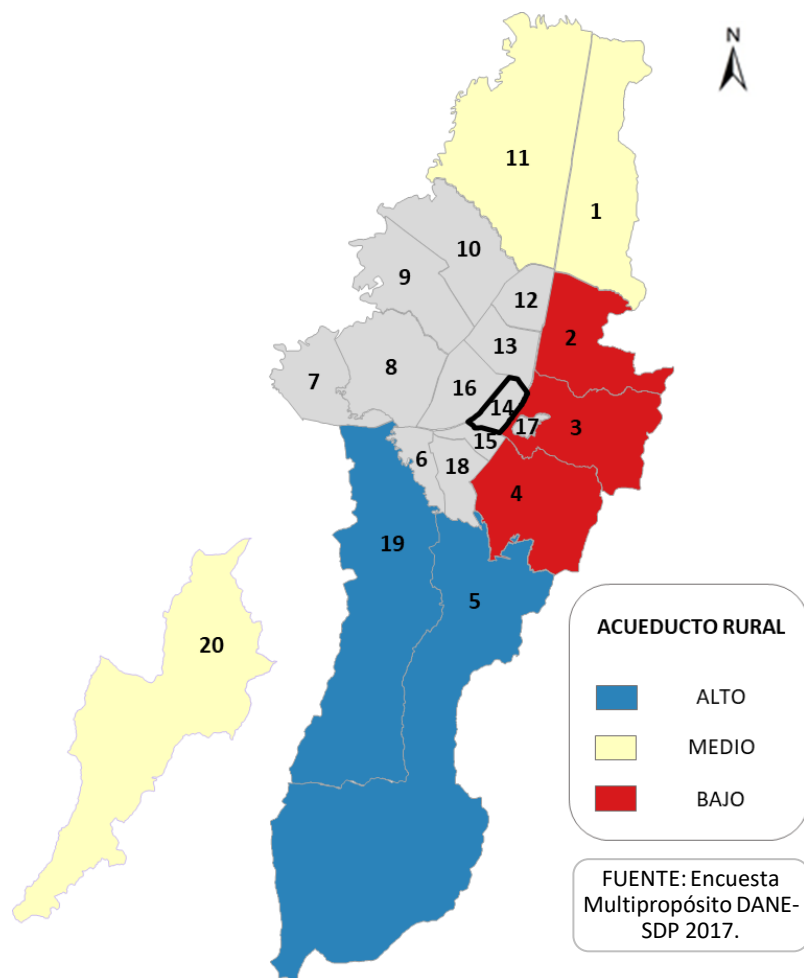 N
11
1
10
9
12
2
13
8
7
16
14
17
3
15
6
18
4
19
5
20
ACUEDUCTO RURAL
ALTO
MEDIO
BAJO
FUENTE: Encuesta
Multipropósito DANE-
SDP 2017.